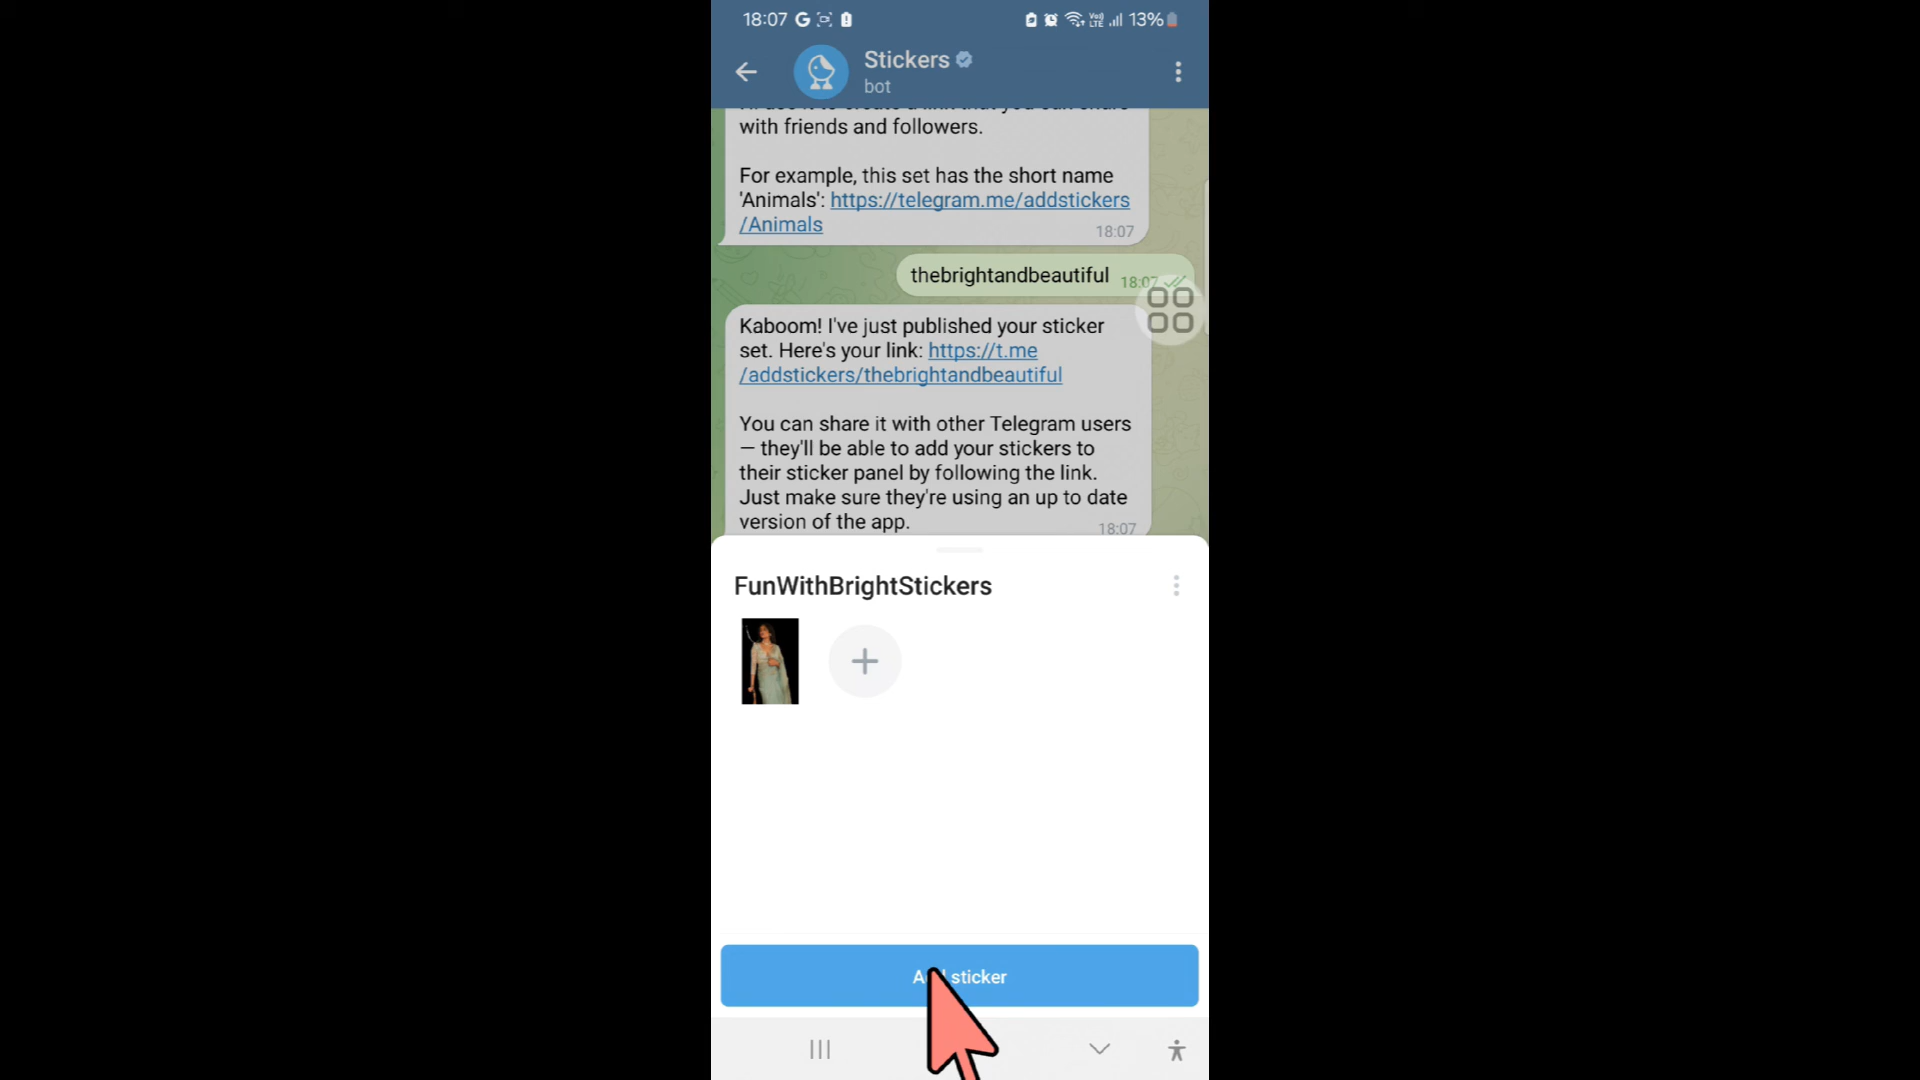 18:07 G 13%
Stickers
bot
with friends and followers.
For example, this set has the short name
'Animals': https://telegram.me/addstickers
/Animals
18:07
thebrightandbeautiful 18:07
Kaboom! I've just published your sticker
set. Here's your link: https://t.me
/addstickers/thebrightandbeautiful
You can share it with other Telegram users
— they'll be able to add your stickers to
their sticker panel by following the link.
Just make sure they're using an up to date
version of the app.
18:07
FunWithBrightStickers
sticker